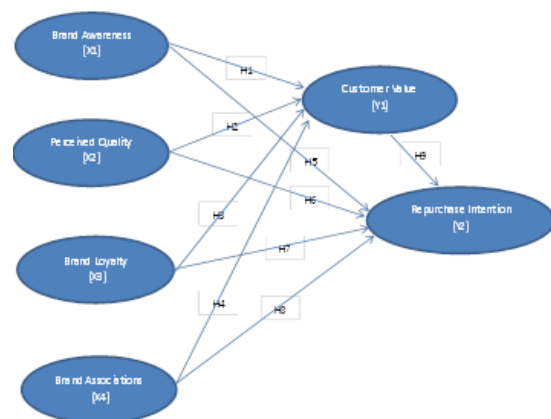 Brand Awareness
[X1]
H1
Customer Value
[Y1]
Perceived Quality
[X2]
H2
H5
H9
H6
Repurchase Intention
[Y2]
H3
Brand Loyalty
[X3]
H7
H4
H8
Brand Associations
[X4]